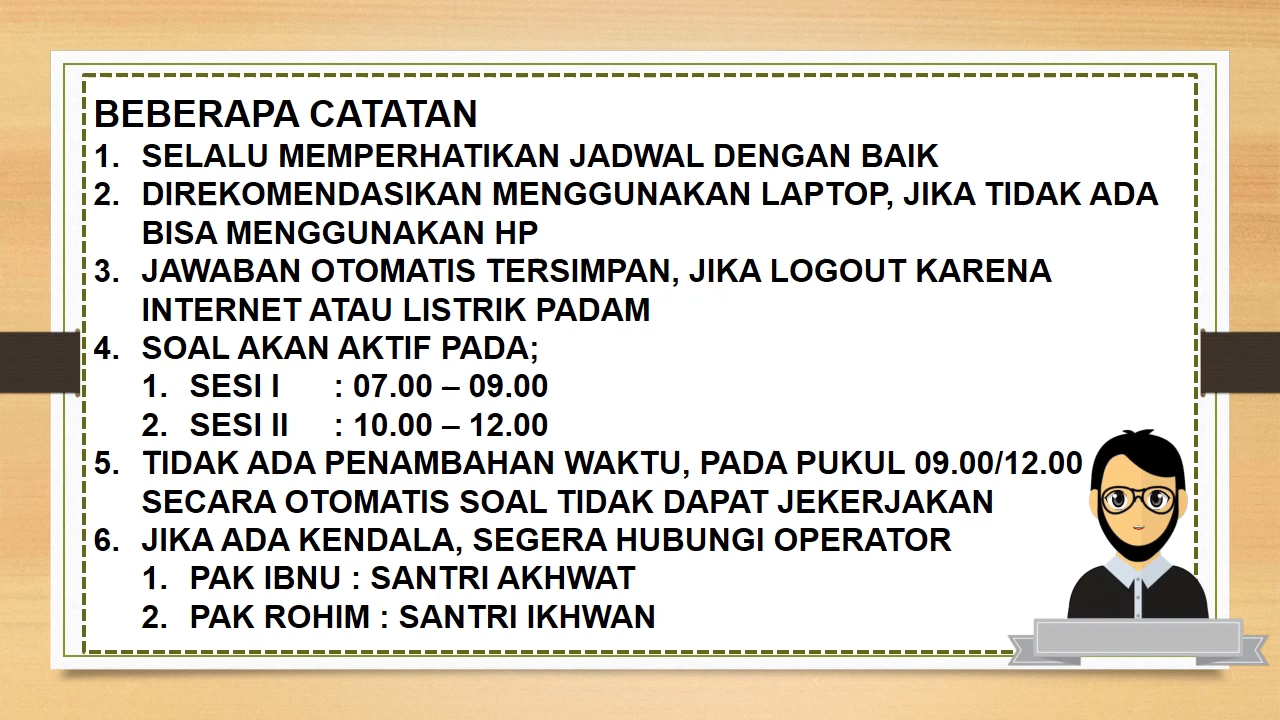 BEBERAPA CATATAN
1. SELALU MEMPERHATIKAN JADWAL DENGAN BAIK
2. DIREKOMENDASIKAN MENGGUNAKAN LAPTOP, JIKA TIDAK ADA
BISA MENGGUNAKAN HP
3. JAWABAN OTOMATIS TERSIMPAN, JIKA LOGOUT KARENA
INTERNET ATAU LISTRIK PADAM
4. SOAL AKAN AKTIF PADA;
1. SESI I : 07.00 – 09.00
2. SESI II : 10.00 – 12.00
5. TIDAK ADA PENAMBAHAN WAKTU, PADA PUKUL 09.00/12.00
SECARA OTOMATIS SOAL TIDAK DAPAT JEKERJAKAN
6. JIKA ADA KENDALA, SEGERA HUBUNGI OPERATOR
1. PAK IBNU : SANTRI AKHWAT
2. PAK ROHIM : SANTRI IKHWAN